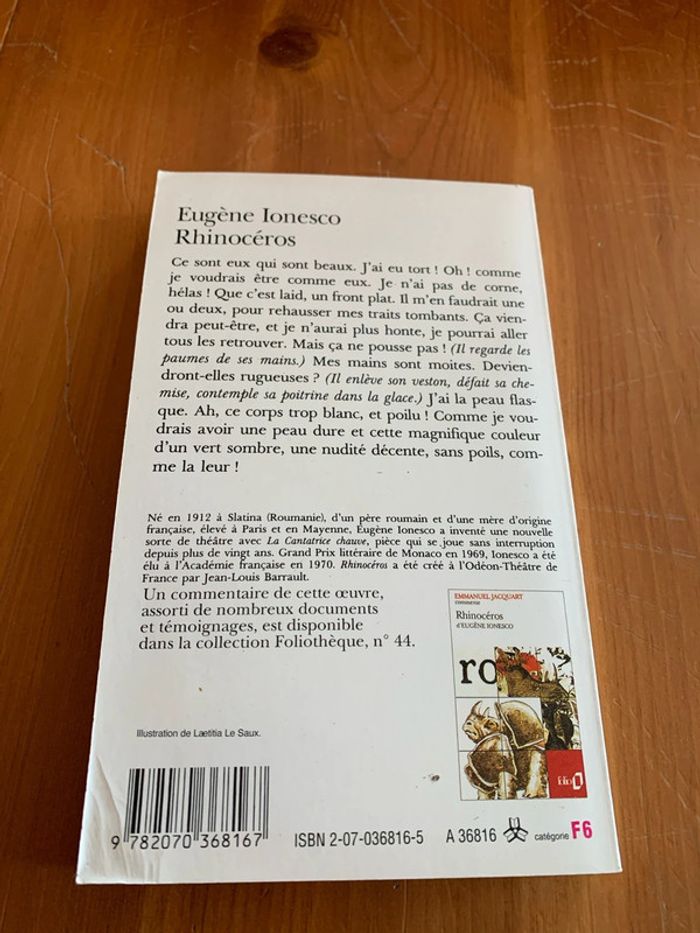 Eugène Ionesco
Rhinocéros
Ce sont eux qui sont beaux. J'ai eu tort ! Oh ! comme
je voudrais être comme eux. Je n'ai pas de corne,
hélas ! Que c'est laid, un front plat. Il m'en faudrait une
ou deux, pour rehausser mes traits tombants. Ça vien-
dra peut-être, et je n'aurai plus honte, je pourrai aller
tous les retrouver. Mais ça ne pousse pas ! (Il regarde les
paumes de ses mains.) Mes mains sont moites. Devien-
dront-elles rugueuses ? (Il enlève son veston, défait sa che-
mise, contemple sa poitrine dans la glace.) J'ai la peau flas-
que. Ah, ce corps trop blanc, et poilu ! Comme je vou-
drais avoir une peau dure et cette magnifique couleur
d'un vert sombre, une nudité décente, sans poils, com-
me la leur !
Né en 1912 à Slatina (Roumanie), d'un père roumain et d'une mère d'origine
française, élevé à Paris et en Mayenne, Eugène Ionesco a inventé une nouvelle
sorte de théâtre avec La Cantatrice chauve, pièce qui se joue sans interruption
depuis plus de vingt ans. Grand Prix littéraire de Monaco en 1969, Ionesco a été
élu à l'Académie française en 1970. Rhinocéros a été créé à l'Odéon-Théâtre de
France par Jean-Louis Barrault.
Un commentaire de cette œuvre,
assorti de nombreux documents
et témoignages, est disponible
dans la collection Foliothèque, n° 44.
EMMANUEL JACQUART
commente
Rhinocéros
d'EUGÈNE IONESCO
ro
folio
Illustration de Lætitia Le Saux.
9 782070 368167
ISBN 2-07-036816-5
A 36816
catégorie F6